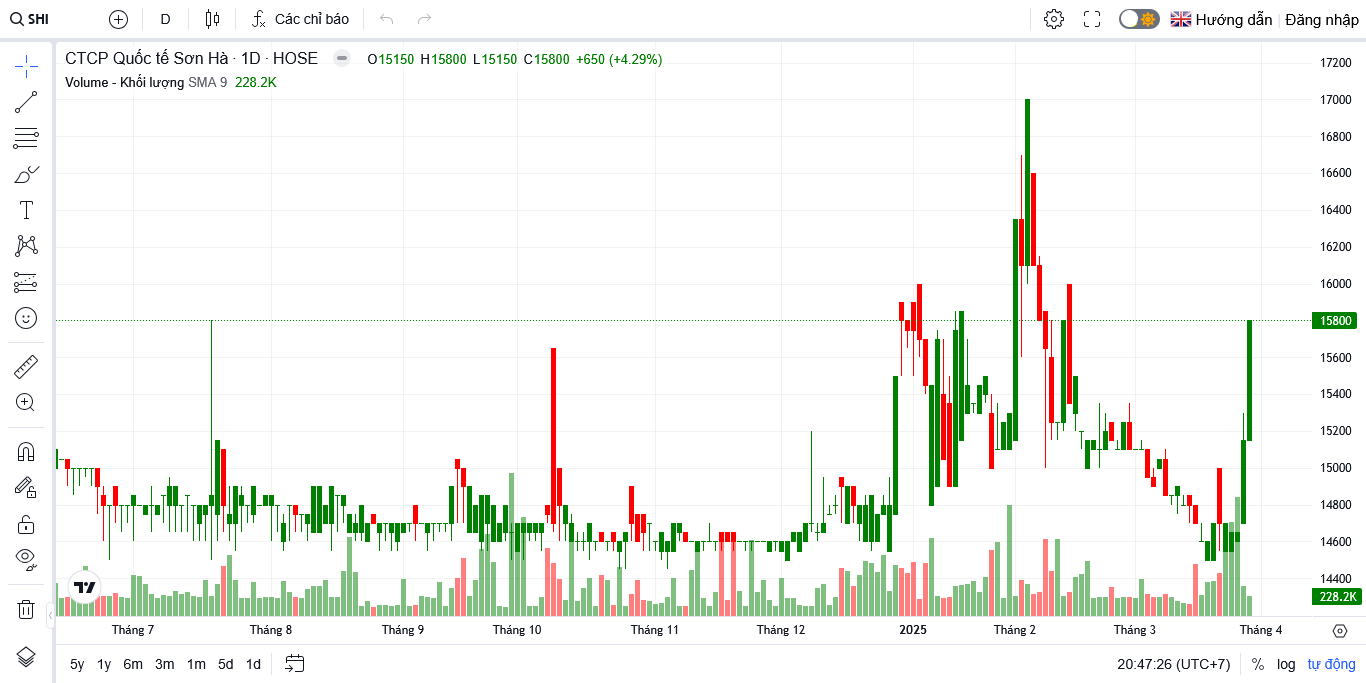 SHI D Các chỉ báo Hướng dẫn Đăng nhập
CTCP Quốc tế Sơn Hà · 1D · HOSE O15150 H15800 L15150 C15800 +650 (+4.29%)
Volume - Khối lượng SMA 9 228.2K
17200
17000
16800
16600
16400
16200
16000
15800
15600
15400
15200
15000
14800
14600
14400
228.2K
Tháng 7 Tháng 8 Tháng 9 Tháng 10 Tháng 11 Tháng 12 2025 Tháng 2 Tháng 3 Tháng 4
5y 1y 6m 3m 1m 5d 1d 20:47:26 (UTC+7) % log tự động